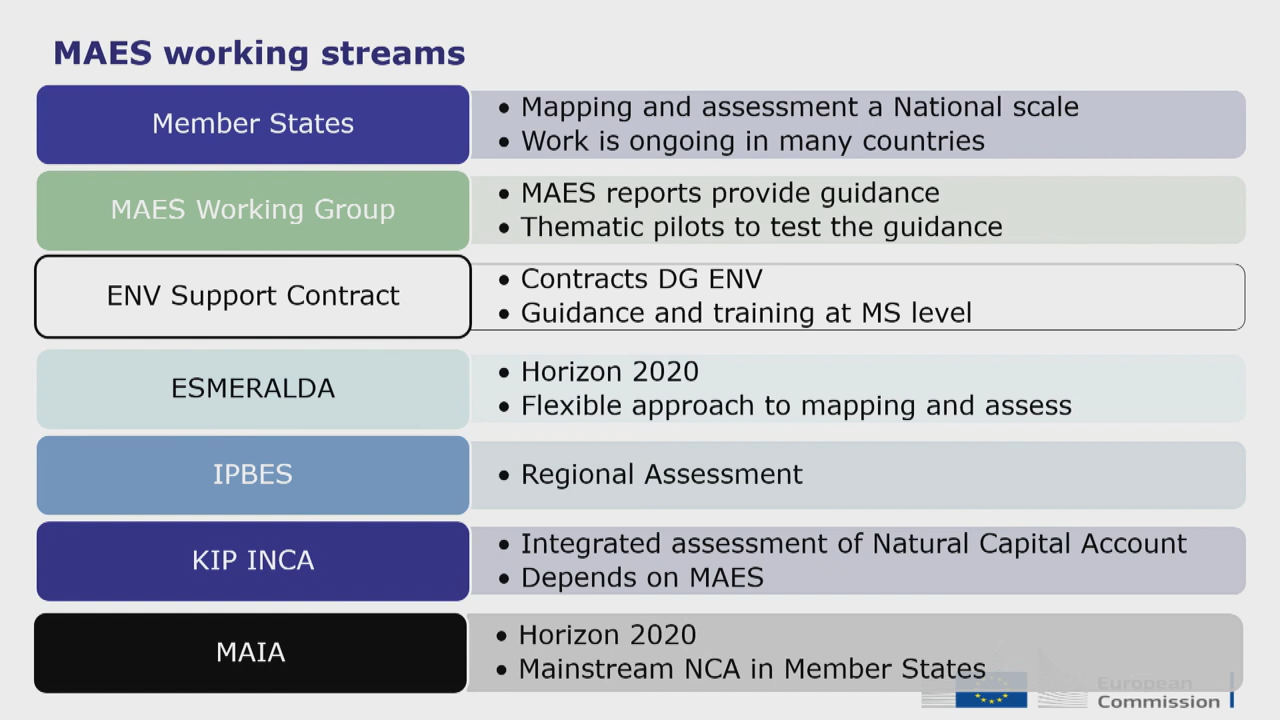 MAES working streams
Member States
• Mapping and assessment a National scale
• Work is ongoing in many countries
MAES Working Group
• MAES reports provide guidance
• Thematic pilots to test the guidance
ENV Support Contract
• Contracts DG ENV
• Guidance and training at MS level
ESMERALDA
• Horizon 2020
• Flexible approach to mapping and assess
IPBES
• Regional Assessment
KIP INCA
• Integrated assessment of Natural Capital Account
• Depends on MAES
MAIA
• Horizon 2020
• Mainstream NCA in Member States
European
Commission